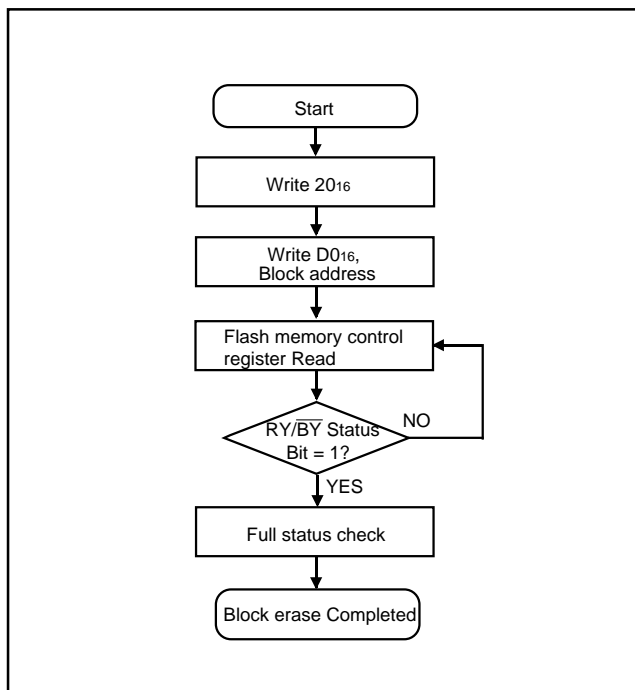 Start
Write 20₁₆
Write D0₁₆,
Block address
Flash memory control
register Read
RY/B̅Y̅ Status
Bit = 1?
NO
YES
Full status check
Block erase Completed